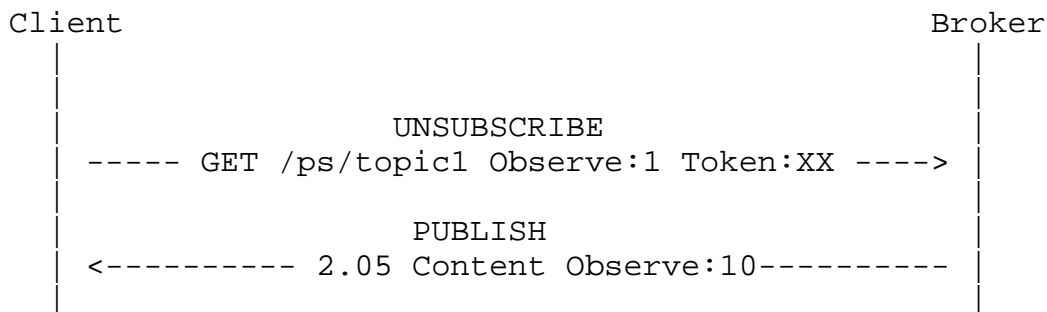 Client Broker
UNSUBSCRIBE
----- GET /ps/topic1 Observe:1 Token:XX ---->
PUBLISH
<---------- 2.05 Content Observe:10----------